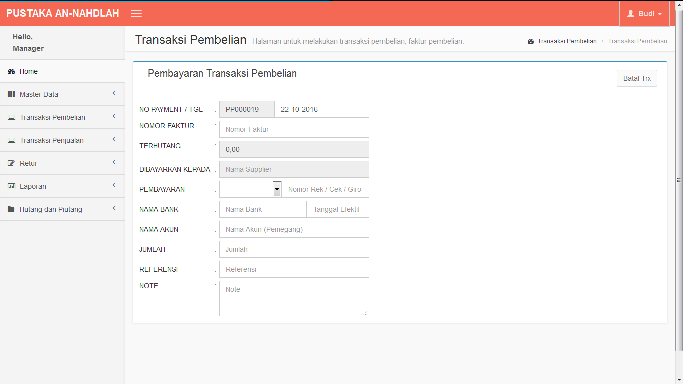 PUSTAKA AN-NAHDLAH
Budi
Hello,
Manager
Home
Master Data
Transaksi Pembelian
Transaksi Penjualan
Retur
Laporan
Hutang dan Piutang
Transaksi Pembelian Halaman untuk melakukan transaksi pembelian, faktur pembelian.
Transaksi Pembelian Transaksi Pembelian
Pembayaran Transaksi Pembelian
Batal Trx
NO PAYMENT / TGL : PP000019 22-10-2016
NOMOR FAKTUR : Nomor Faktur
TERHUTANG : 0,00
DIBAYARKAN KEPADA : Nama Supplier
PEMBAYARAN : Nomor Rek / Cek / Giro
NAMA BANK : Nama Bank Tanggal Efektif
NAMA AKUN : Nama Akun (Pemegang)
JUMLAH : Jumlah
REFERENSI : Referensi
NOTE : Note